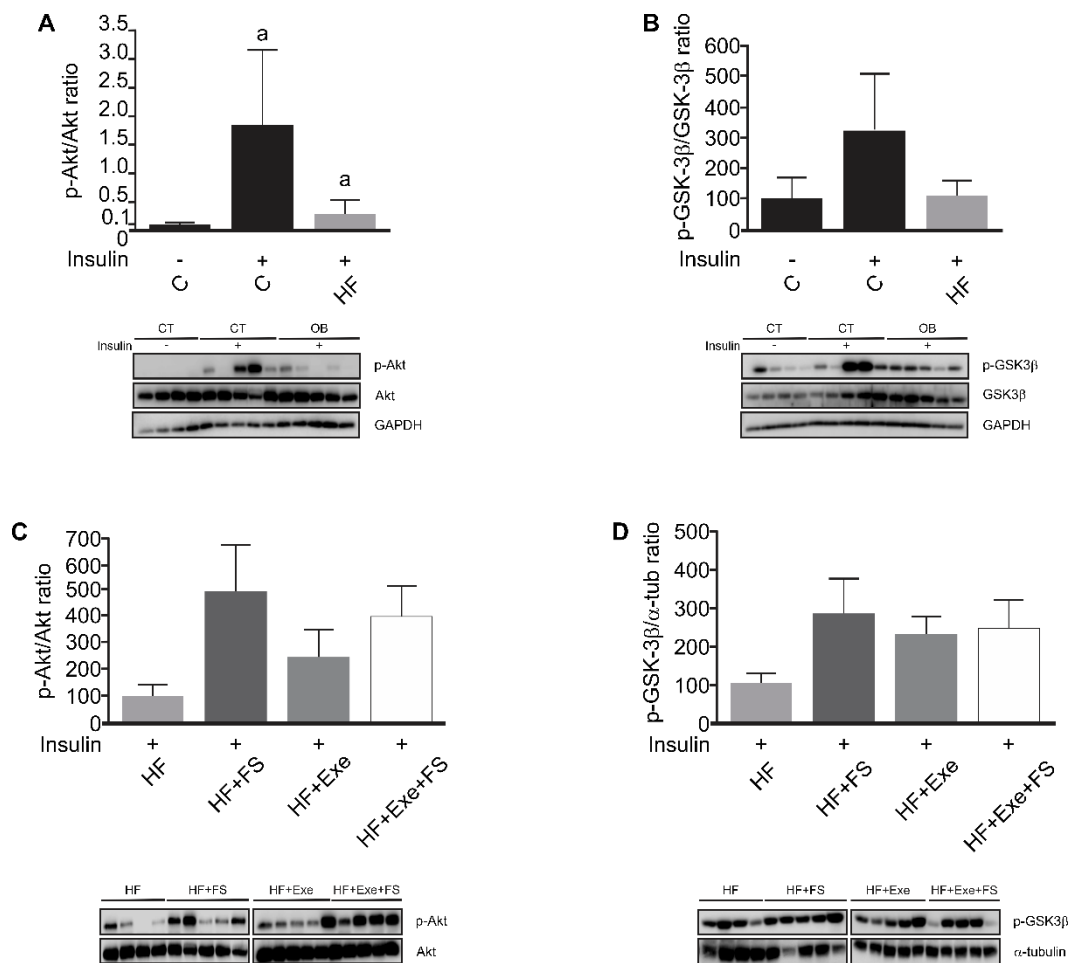 A
p-Akt/Akt ratio
3.5
3.0
2.5
2.0
1.5
1.0
0.5
0.1
0
a
a
Insulin - + +
C C HF
CT CT OB
Insulin - + +
p-Akt
Akt
GAPDH
B
p-GSK-3β/GSK-3β ratio
600
500
400
300
200
100
0
Insulin - + +
C C HF
CT CT OB
Insulin - + +
p-GSK3β
GSK3β
GAPDH
C
p-Akt/Akt ratio
700
600
500
400
300
200
100
0
Insulin + + + +
HF HF+FS HF+Exe HF+Exe+FS
HF HF+FS HF+Exe HF+Exe+FS
p-Akt
Akt
D
p-GSK-3β/α-tub ratio
500
400
300
200
100
0
Insulin + + + +
HF HF+FS HF+Exe HF+Exe+FS
HF HF+FS HF+Exe HF+Exe+FS
p-GSK3β
α-tubulin